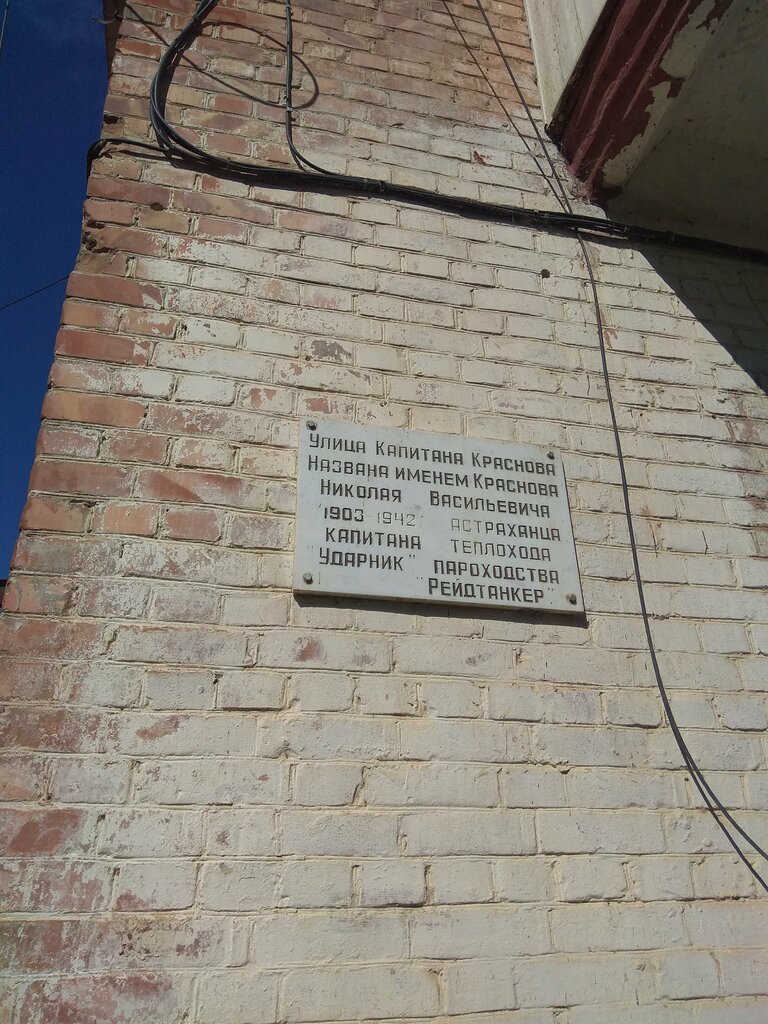 Улица Капитана Краснова
Названа именем Краснова
Николая Васильевича
1903-1942 астраханца
капитана теплохода
"Ударник" пароходства
"Рейдтанкер"